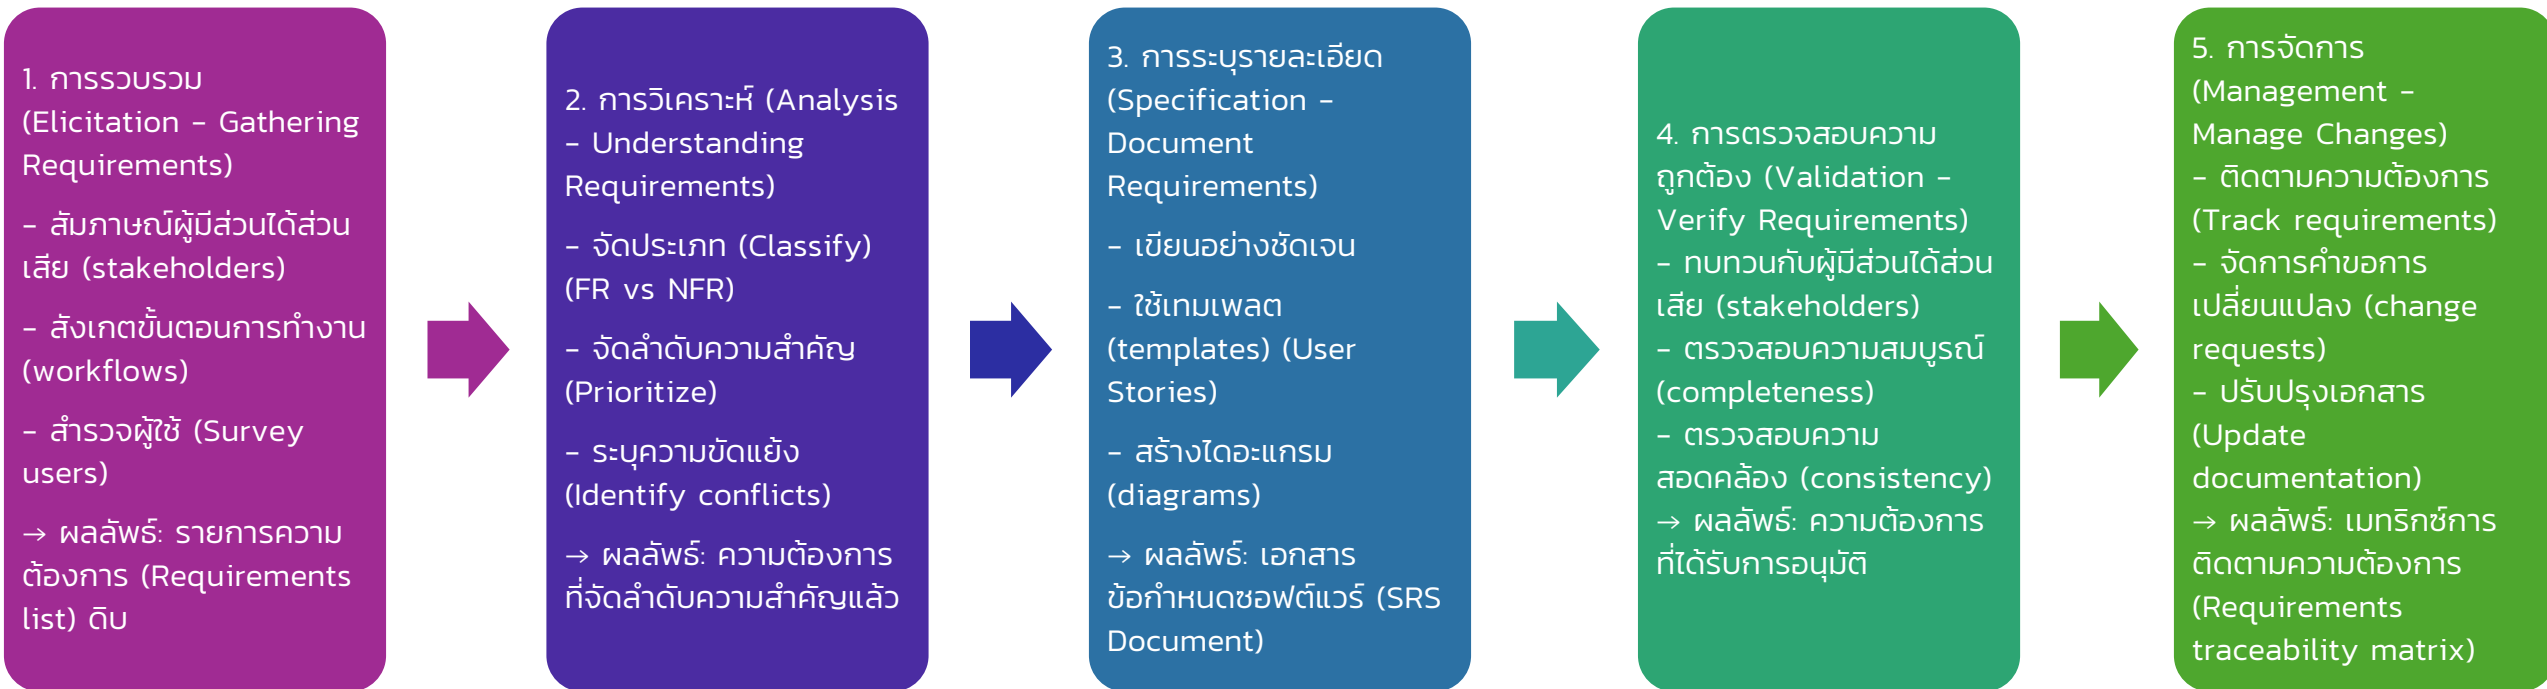 1. การรวบรวม
(Elicitation – Gathering
Requirements)
– สัมภาษณ์ผู้มีส่วนได้ส่วน
เสีย (stakeholders)
– สังเกตขั้นตอนการทำงาน
(workflows)
– สำรวจผู้ใช้ (Survey
users)
→ ผลลัพธ์: รายการความ
ต้องการ (Requirements
list) ดิบ
2. การวิเคราะห์ (Analysis
– Understanding
Requirements)
– จัดประเภท (Classify)
(FR vs NFR)
– จัดลำดับความสำคัญ
(Prioritize)
– ระบุความขัดแย้ง
(Identify conflicts)
→ ผลลัพธ์: ความต้องการ
ที่จัดลำดับความสำคัญแล้ว
3. การระบุรายละเอียด
(Specification –
Document
Requirements)
– เขียนอย่างชัดเจน
– ใช้เทมเพลต
(templates) (User
Stories)
– สร้างไดอะแกรม
(diagrams)
→ ผลลัพธ์: เอกสาร
ข้อกำหนดซอฟต์แวร์ (SRS
Document)
4. การตรวจสอบความ
ถูกต้อง (Validation –
Verify Requirements)
– ทบทวนกับผู้มีส่วนได้ส่วน
เสีย (stakeholders)
– ตรวจสอบความสมบูรณ์
(completeness)
– ตรวจสอบความ
สอดคล้อง (consistency)
→ ผลลัพธ์: ความต้องการ
ที่ได้รับการอนุมัติ
5. การจัดการ
(Management –
Manage Changes)
– ติดตามความต้องการ
(Track requirements)
– จัดการคำขอการ
เปลี่ยนแปลง (change
requests)
– ปรับปรุงเอกสาร
(Update
documentation)
→ ผลลัพธ์: เมทริกซ์การ
ติดตามความต้องการ
(Requirements
traceability matrix)